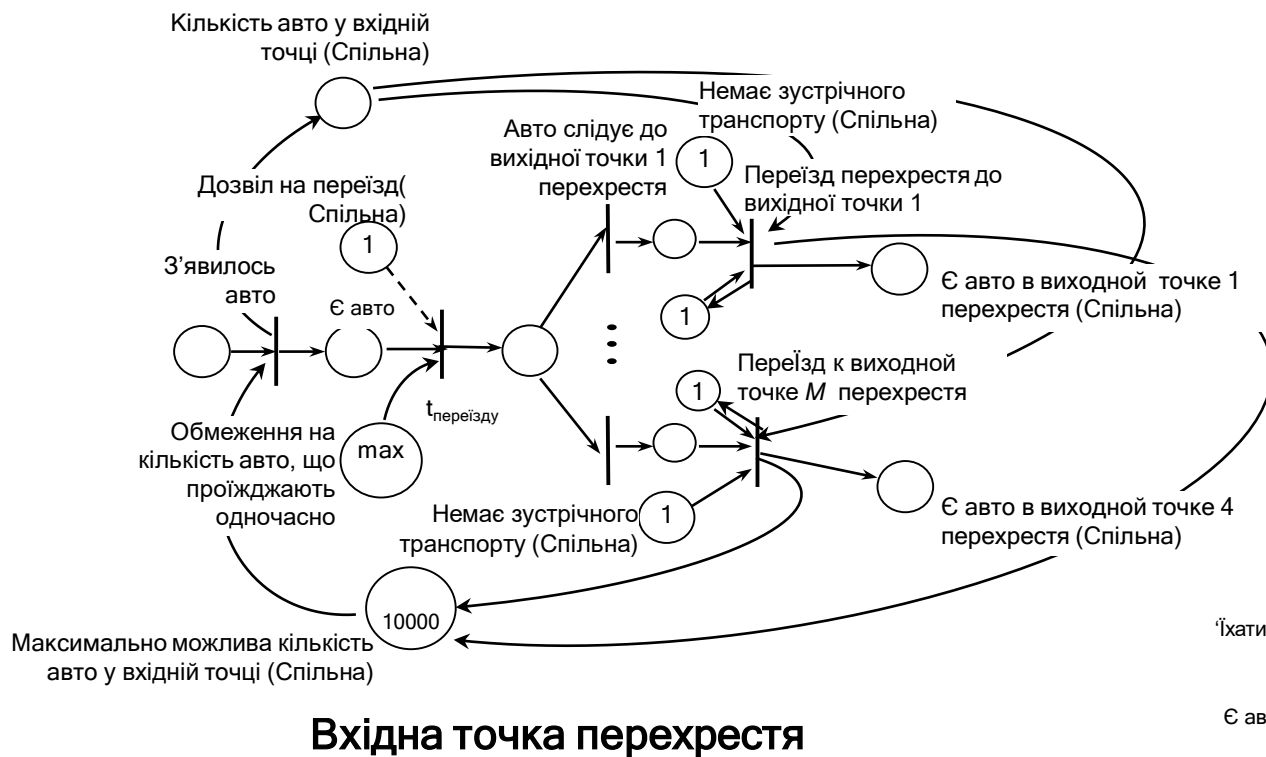 Кількість авто у вхідній
точці (Спільна)
Немає зустрічного
транспорту (Спільна)
Авто слідує до
вихідної точки 1
перехрестя
1
Переїзд перехрестя до
вихідної точки 1
Дозвіл на переїзд(
Спільна)
1
З’явилось
авто
Є авто
Є авто в виходной точке 1
перехрестя (Спільна)
1
ПереЇзд к виходной
точке M перехрестя
1
tпереїзду
max
Обмеження на
кількість авто, що
проїжджають
одночасно
Немає зустрічного
транспорту (Спільна)
1
Є авто в виходной точке 4
перехрестя (Спільна)
10000
Максимально можлива кількість
авто у вхідній точці (Спільна)
‘Їхати
Є ав
Вхідна точка перехрестя